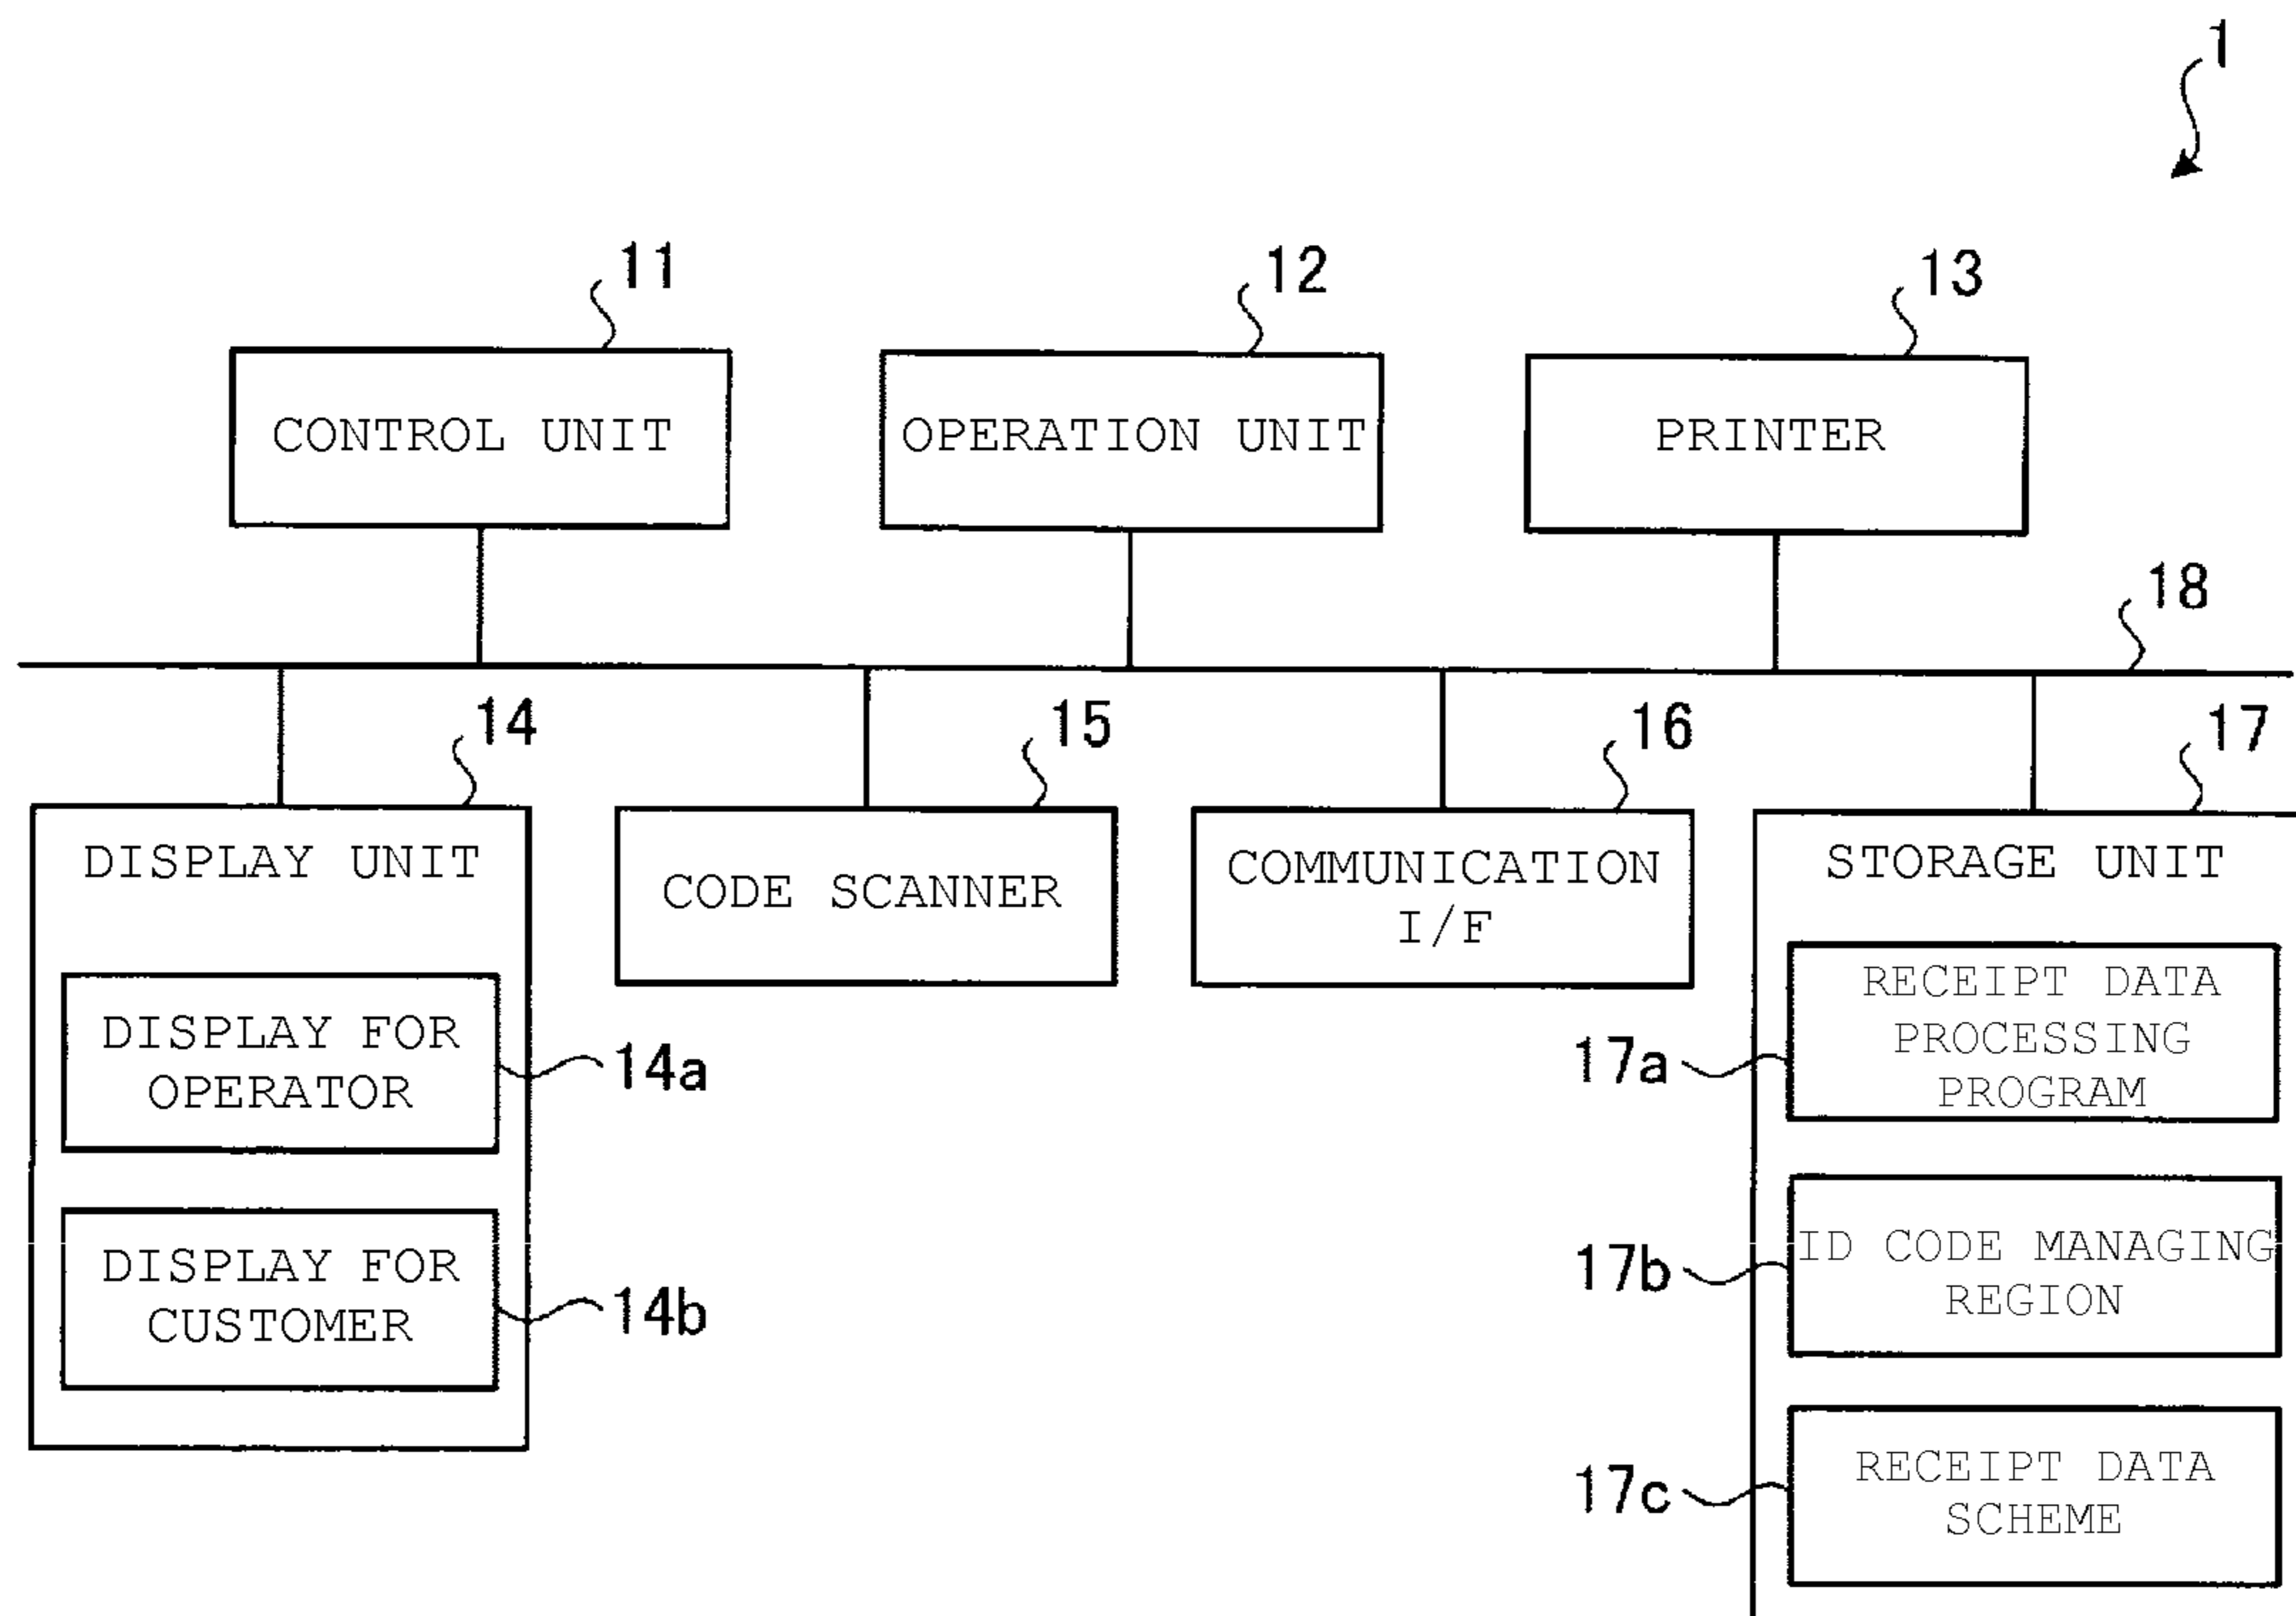 1
11
12
13
CONTROL UNIT
OPERATION UNIT
PRINTER
18
14
15
16
17
DISPLAY UNIT
DISPLAY FOR
OPERATOR
14a
DISPLAY FOR
CUSTOMER
14b
CODE SCANNER
COMMUNICATION
I/F
STORAGE UNIT
RECEIPT DATA
PROCESSING
PROGRAM
17a
ID CODE MANAGING
REGION
17b
RECEIPT DATA
SCHEME
17c